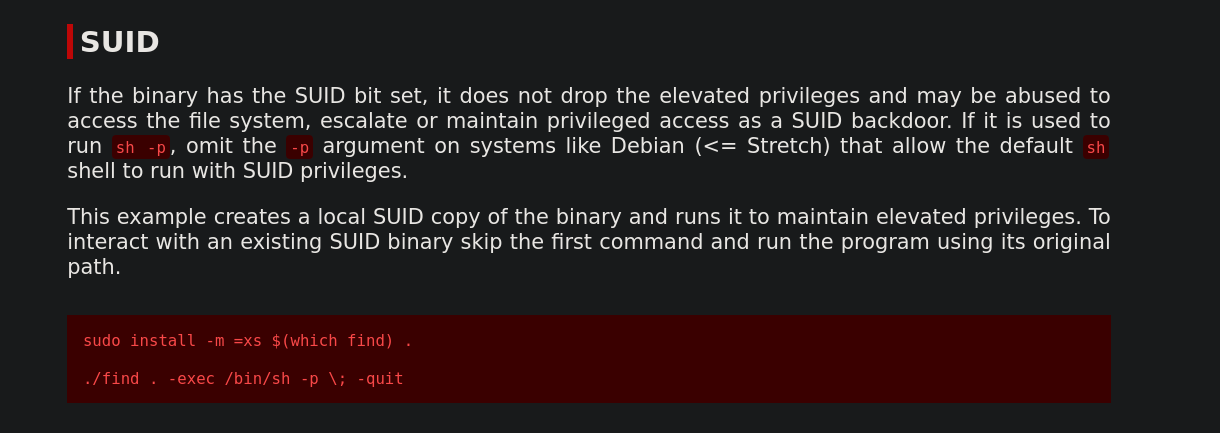 SUID
If the binary has the SUID bit set, it does not drop the elevated privileges and may be abused to
access the file system, escalate or maintain privileged access as a SUID backdoor. If it is used to
run sh -p, omit the -p argument on systems like Debian (<= Stretch) that allow the default sh
shell to run with SUID privileges.
This example creates a local SUID copy of the binary and runs it to maintain elevated privileges. To
interact with an existing SUID binary skip the first command and run the program using its original
path.
sudo install -m =xs $(which find) .
./find . -exec /bin/sh -p \; -quit